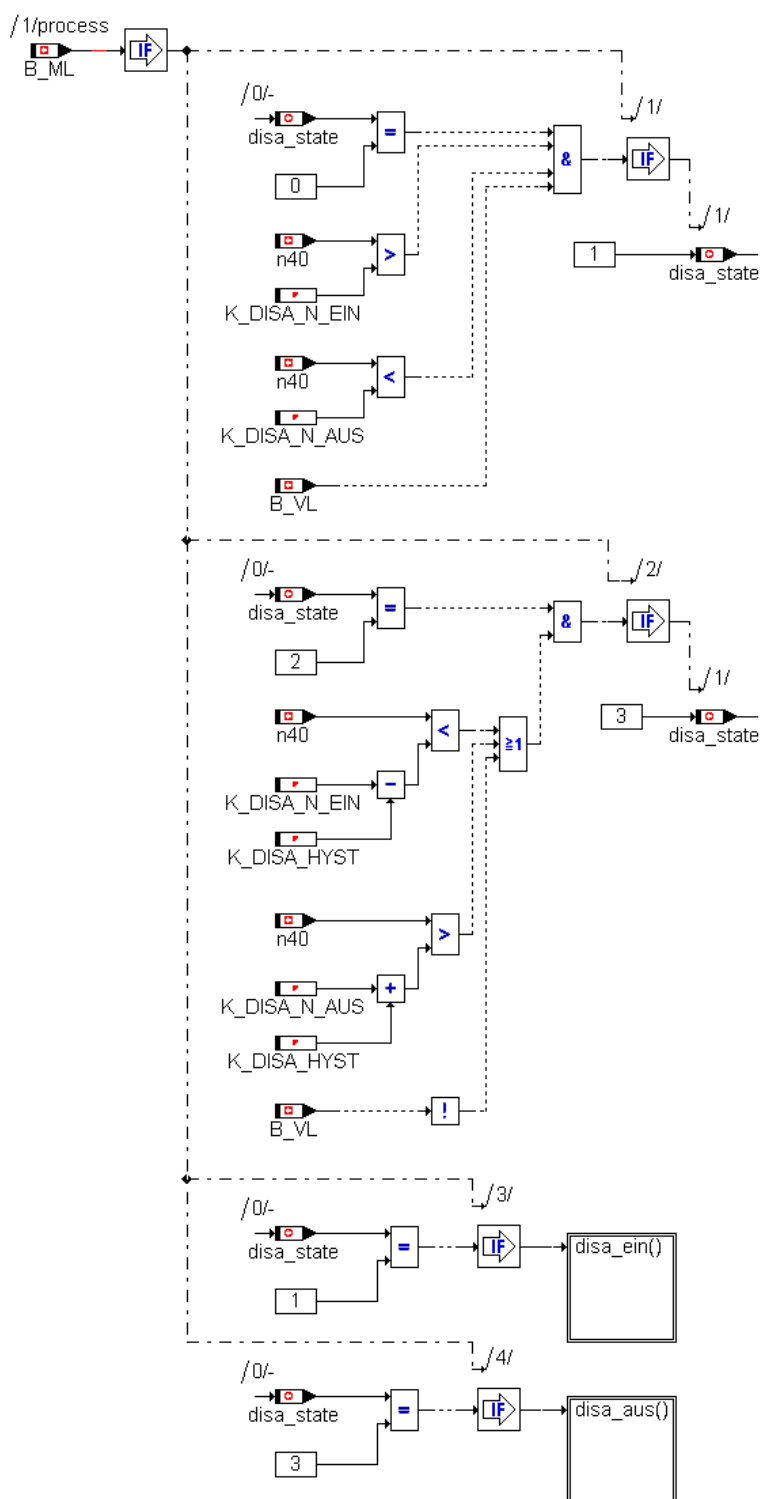 /1/process
IF
B_ML
/1/
/0/-
disa_state
=
&
IF
0
/1/
n40
>
1
disa_state
K_DISA_N_EIN
n40
<
K_DISA_N_AUS
B_VL
/2/
/0/-
disa_state
=
&
IF
2
/1/
n40
<
≧1
3
disa_state
-
K_DISA_N_EIN
K_DISA_HYST
n40
>
K_DISA_N_AUS
+
K_DISA_HYST
B_VL
!
/3/
/0/-
disa_state
=
IF
disa_ein()
1
/4/
/0/-
disa_state
=
IF
disa_aus()
3